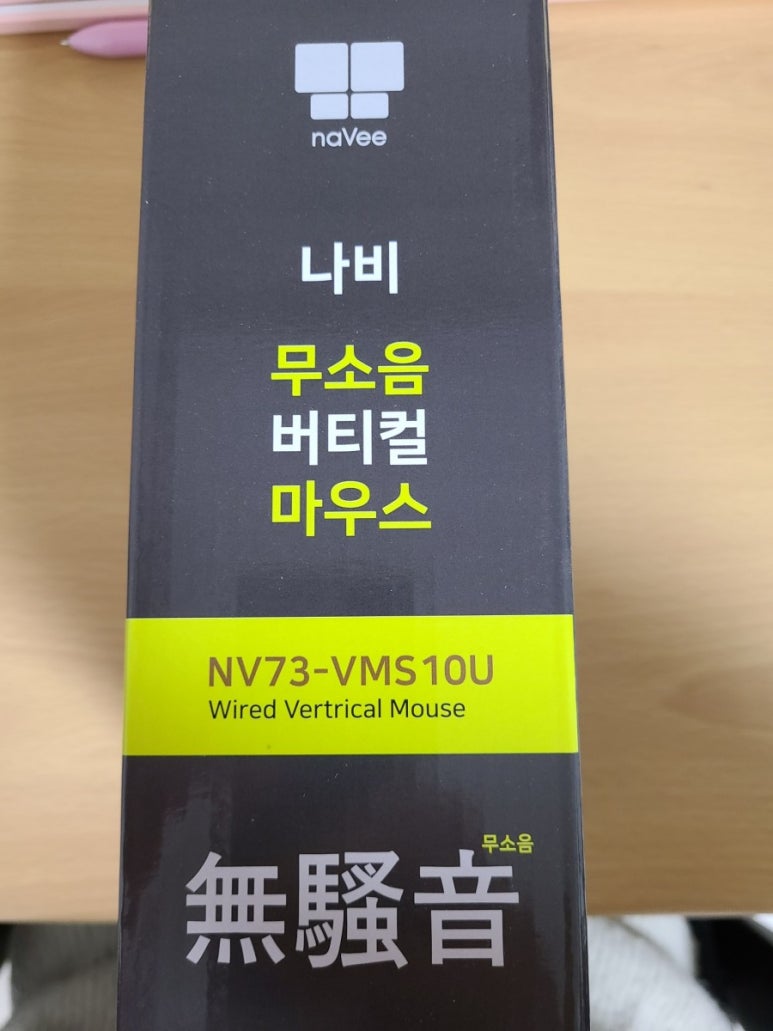 naVee
나비
무소음
버티컬
마우스
NV73-VMS10U
Wired Vertrical Mouse
무소음
無騷音